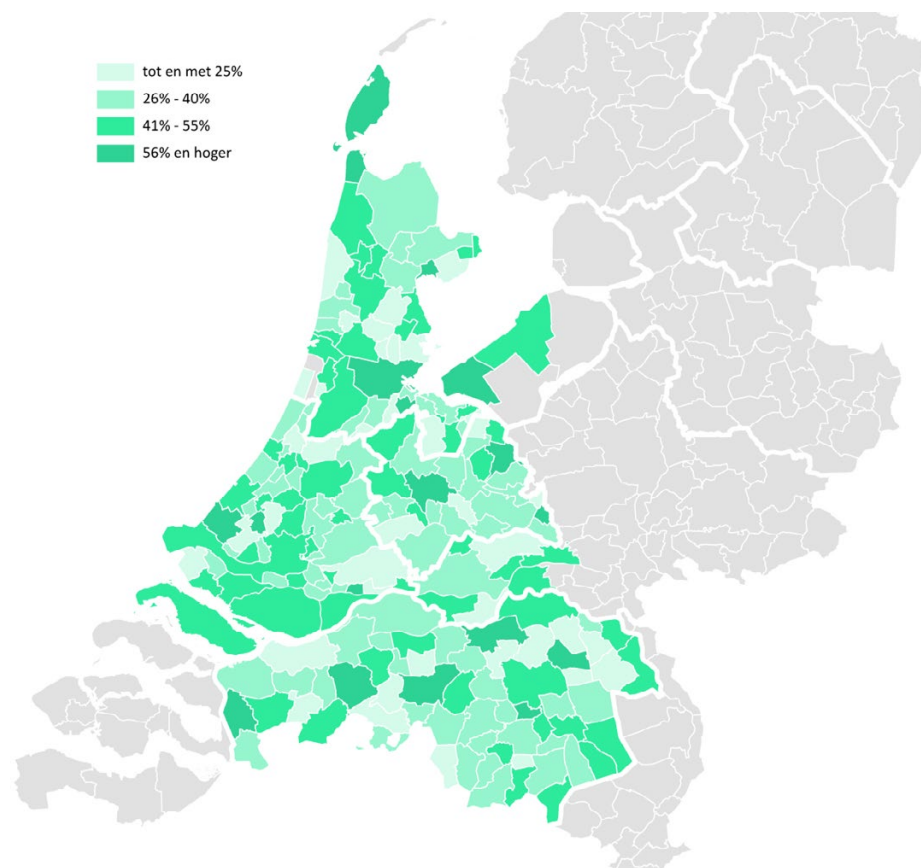 tot en met 25%
26% - 40%
41% - 55%
56% en hoger